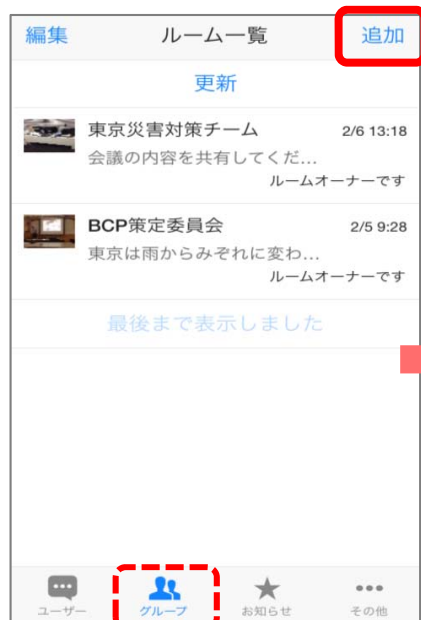 編集 ルーム一覧 追加
更新
東京災害対策チーム 2/6 13:18
会議の内容を共有してくだ…
ルームオーナーです
BCP策定委員会 2/5 9:28
東京は雨からみぞれに変わ…
ルームオーナーです
最後まで表示しました
ユーザー グループ お知らせ その他